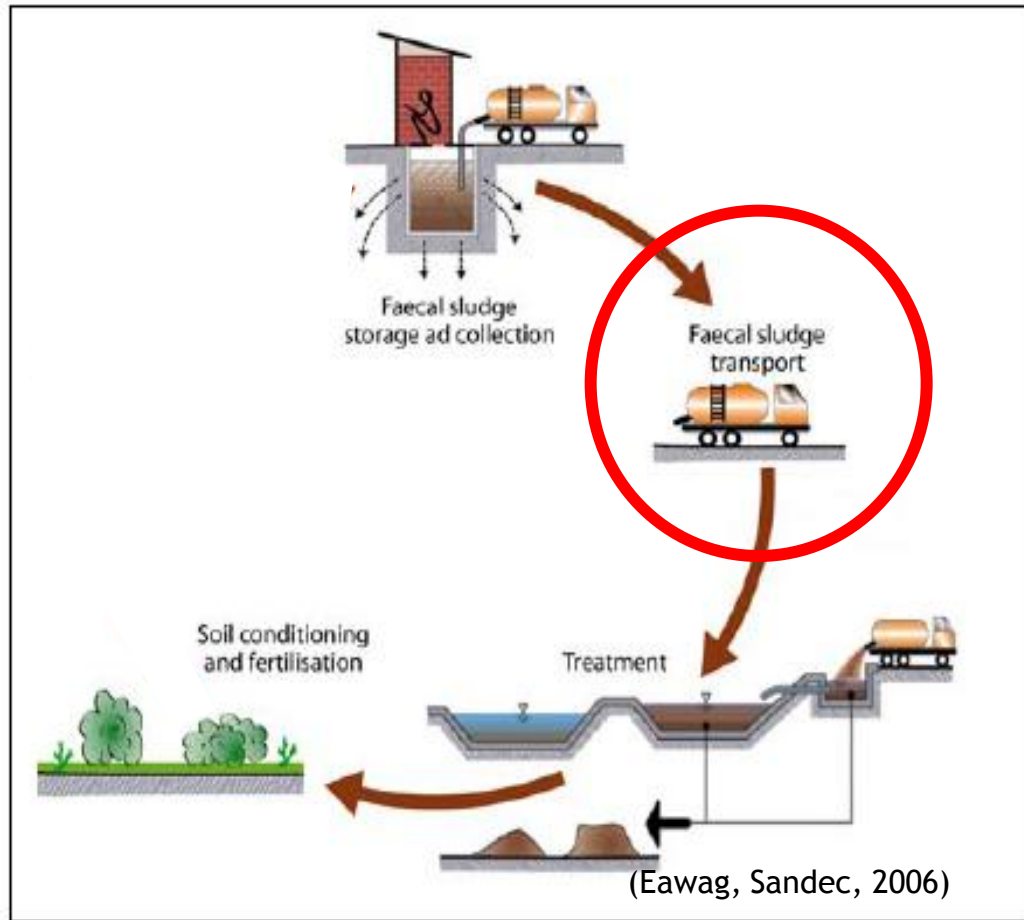 Faecal sludge
storage ad collection
Faecal sludge
transport
Soil conditioning
and fertilisation
Treatment
(Eawag, Sandec, 2006)